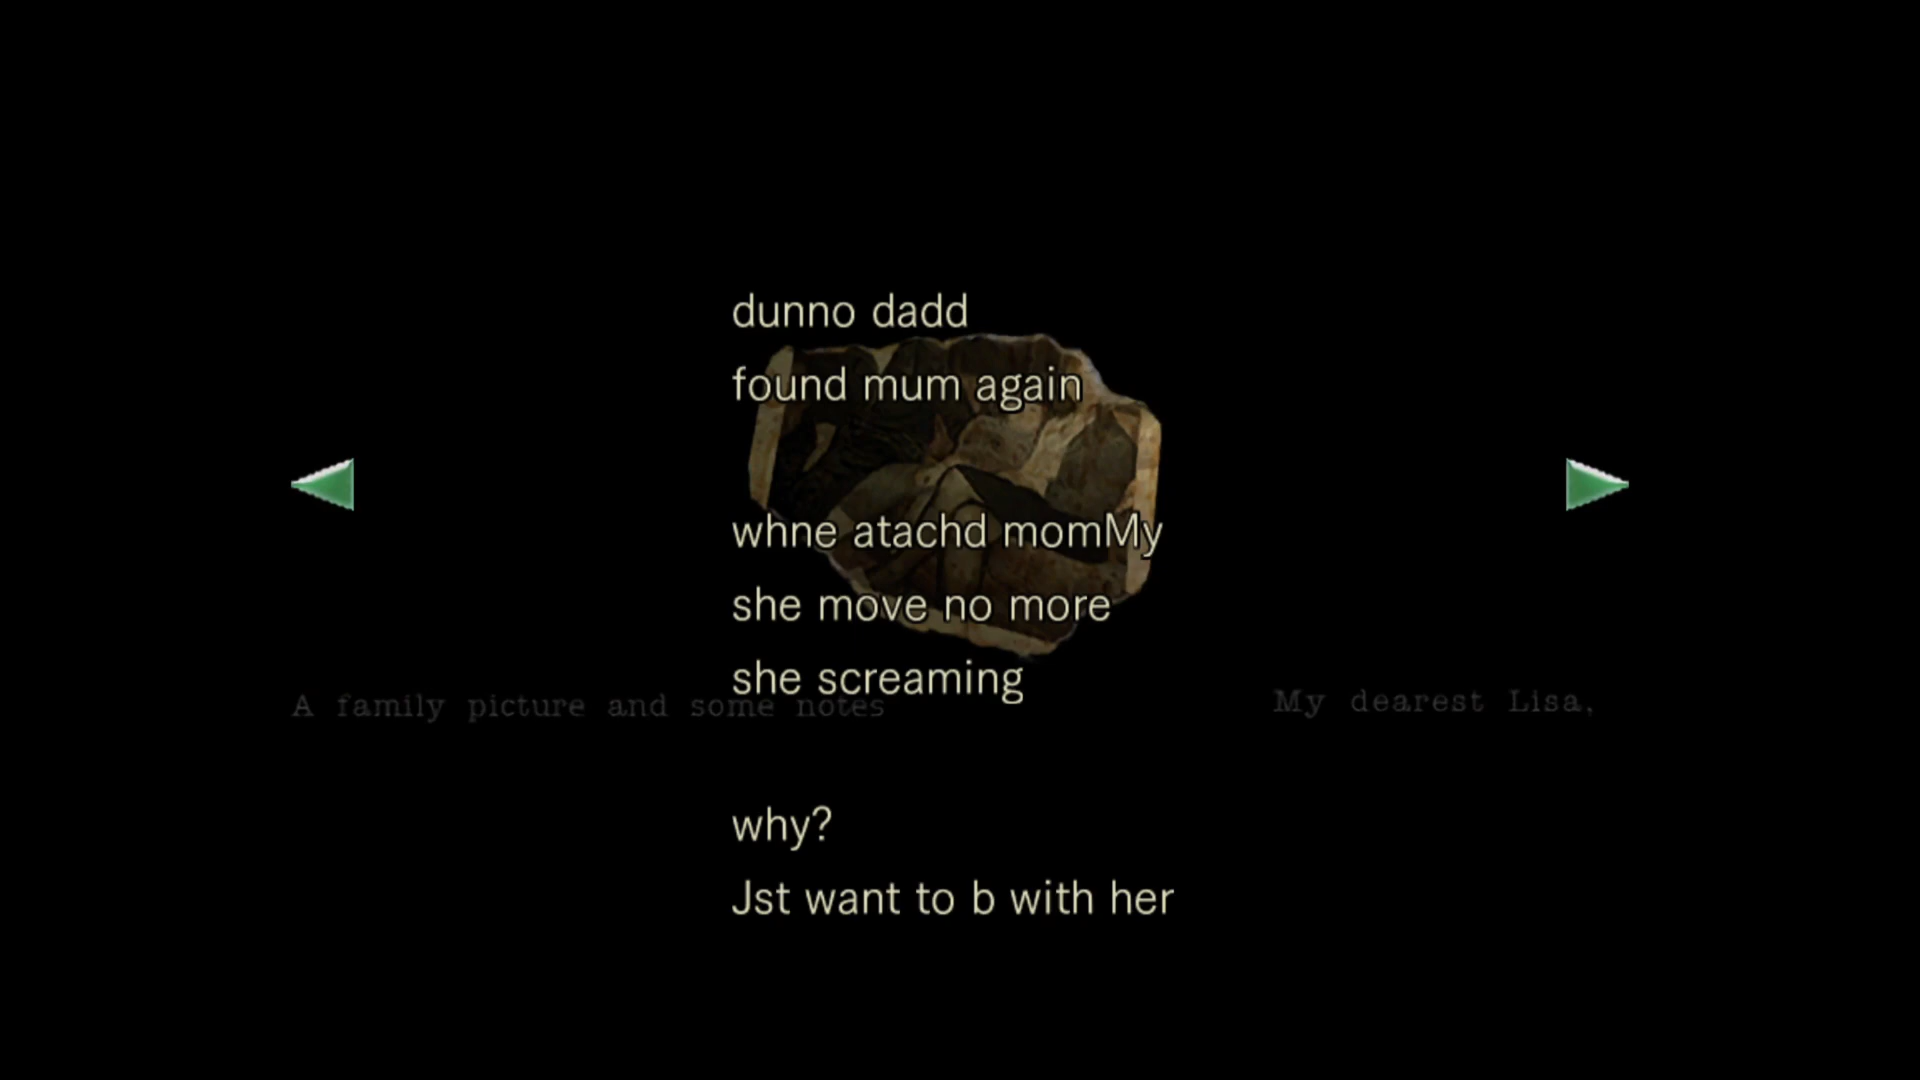 dunno dadd
found mum again
whne atachd momMy
she move no more
she screaming
A family picture and some notes
My dearest Lisa,
why?
Jst want to b with her